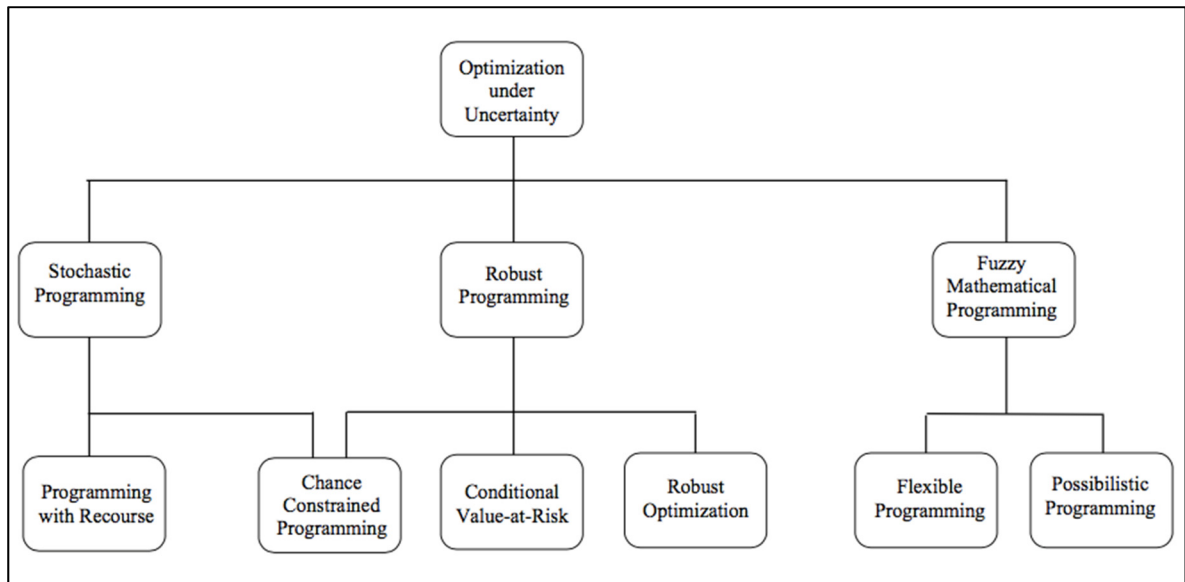 Optimization
under
Uncertainty
Stochastic
Programming
Robust
Programming
Fuzzy
Mathematical
Programming
Programming
with Recourse
Chance
Constrained
Programming
Conditional
Value-at-Risk
Robust
Optimization
Flexible
Programming
Possibilistic
Programming